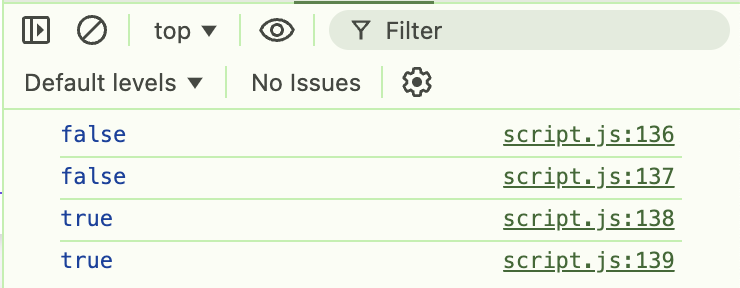 top ▼ Filter
Default levels ▼ No Issues
false script.js:136
false script.js:137
true script.js:138
true script.js:139